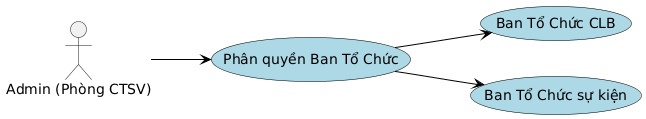 Admin (Phòng CTSV)
Phân quyền Ban Tổ Chức
Ban Tổ Chức CLB
Ban Tổ Chức sự kiện